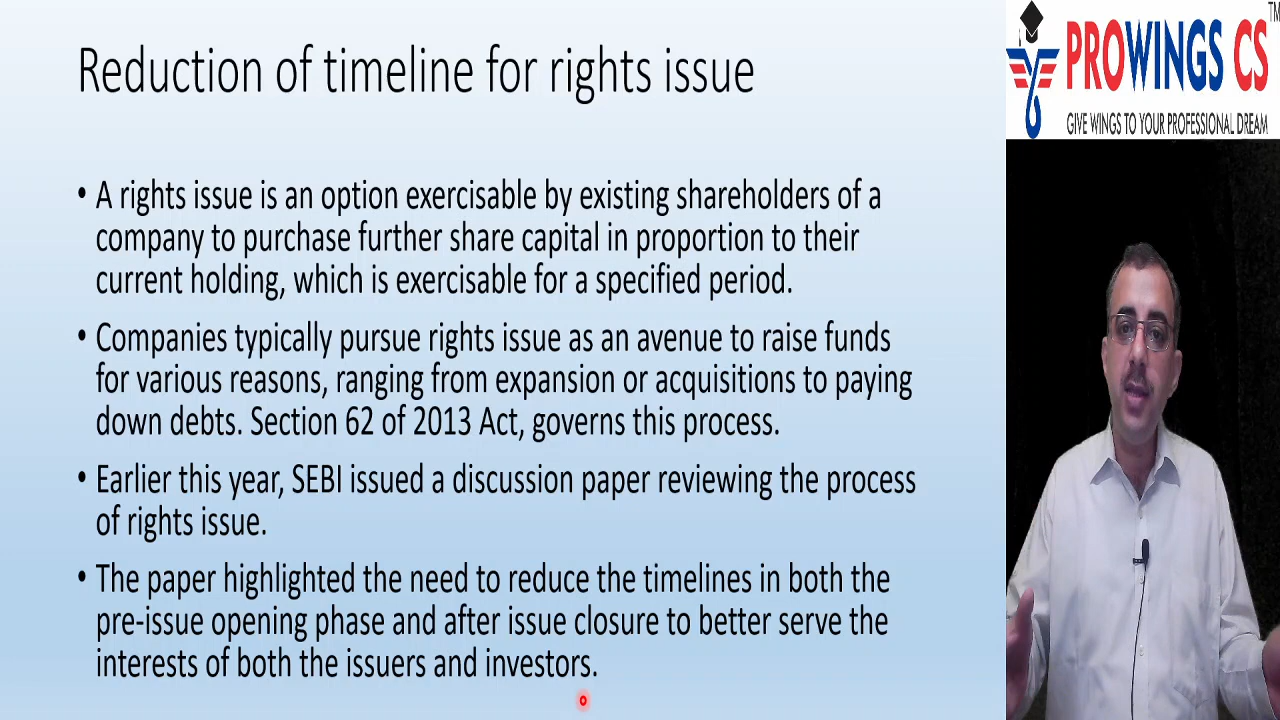 Reduction of timeline for rights issue
TM
PROWINGS CS
GIVE WINGS TO YOUR PROFESSIONAL DREAM
• A rights issue is an option exercisable by existing shareholders of a
company to purchase further share capital in proportion to their
current holding, which is exercisable for a specified period.
• Companies typically pursue rights issue as an avenue to raise funds
for various reasons, ranging from expansion or acquisitions to paying
down debts. Section 62 of 2013 Act, governs this process.
• Earlier this year, SEBI issued a discussion paper reviewing the process
of rights issue.
• The paper highlighted the need to reduce the timelines in both the
pre-issue opening phase and after issue closure to better serve the
interests of both the issuers and investors.